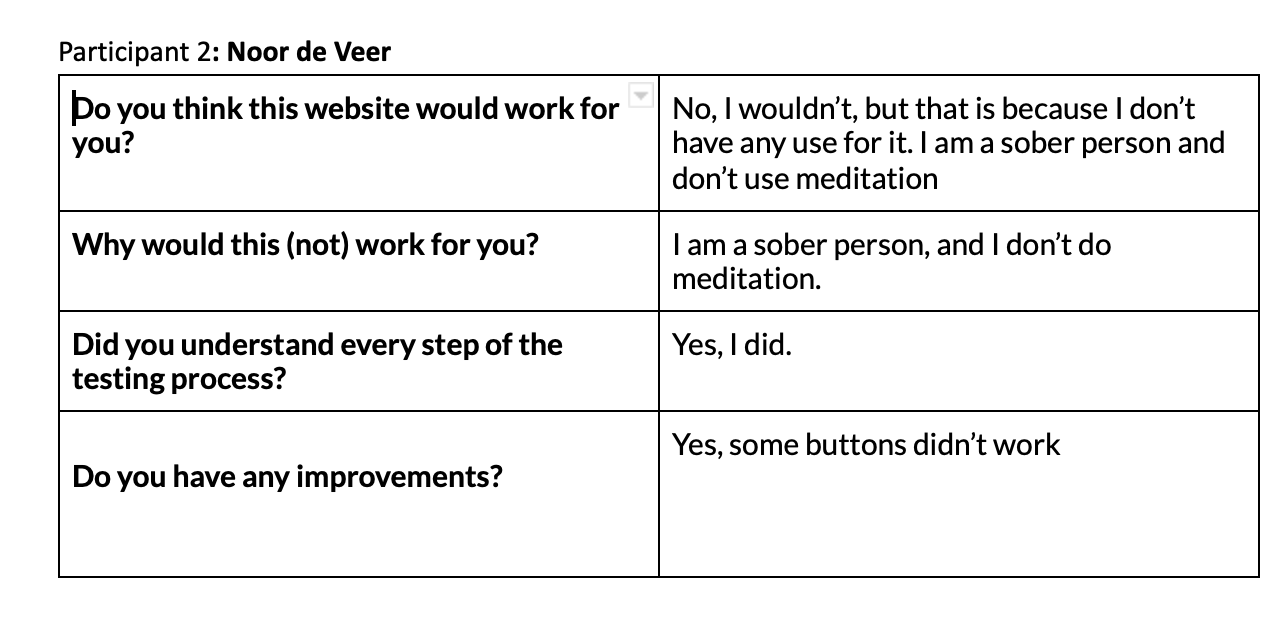 Participant 2: Noor de Veer
Do you think this website would work for
you?
No, I wouldn’t, but that is because I don’t
have any use for it. I am a sober person and
don’t use meditation
Why would this (not) work for you?
I am a sober person, and I don’t do
meditation.
Did you understand every step of the
testing process?
Yes, I did.
Do you have any improvements?
Yes, some buttons didn’t work